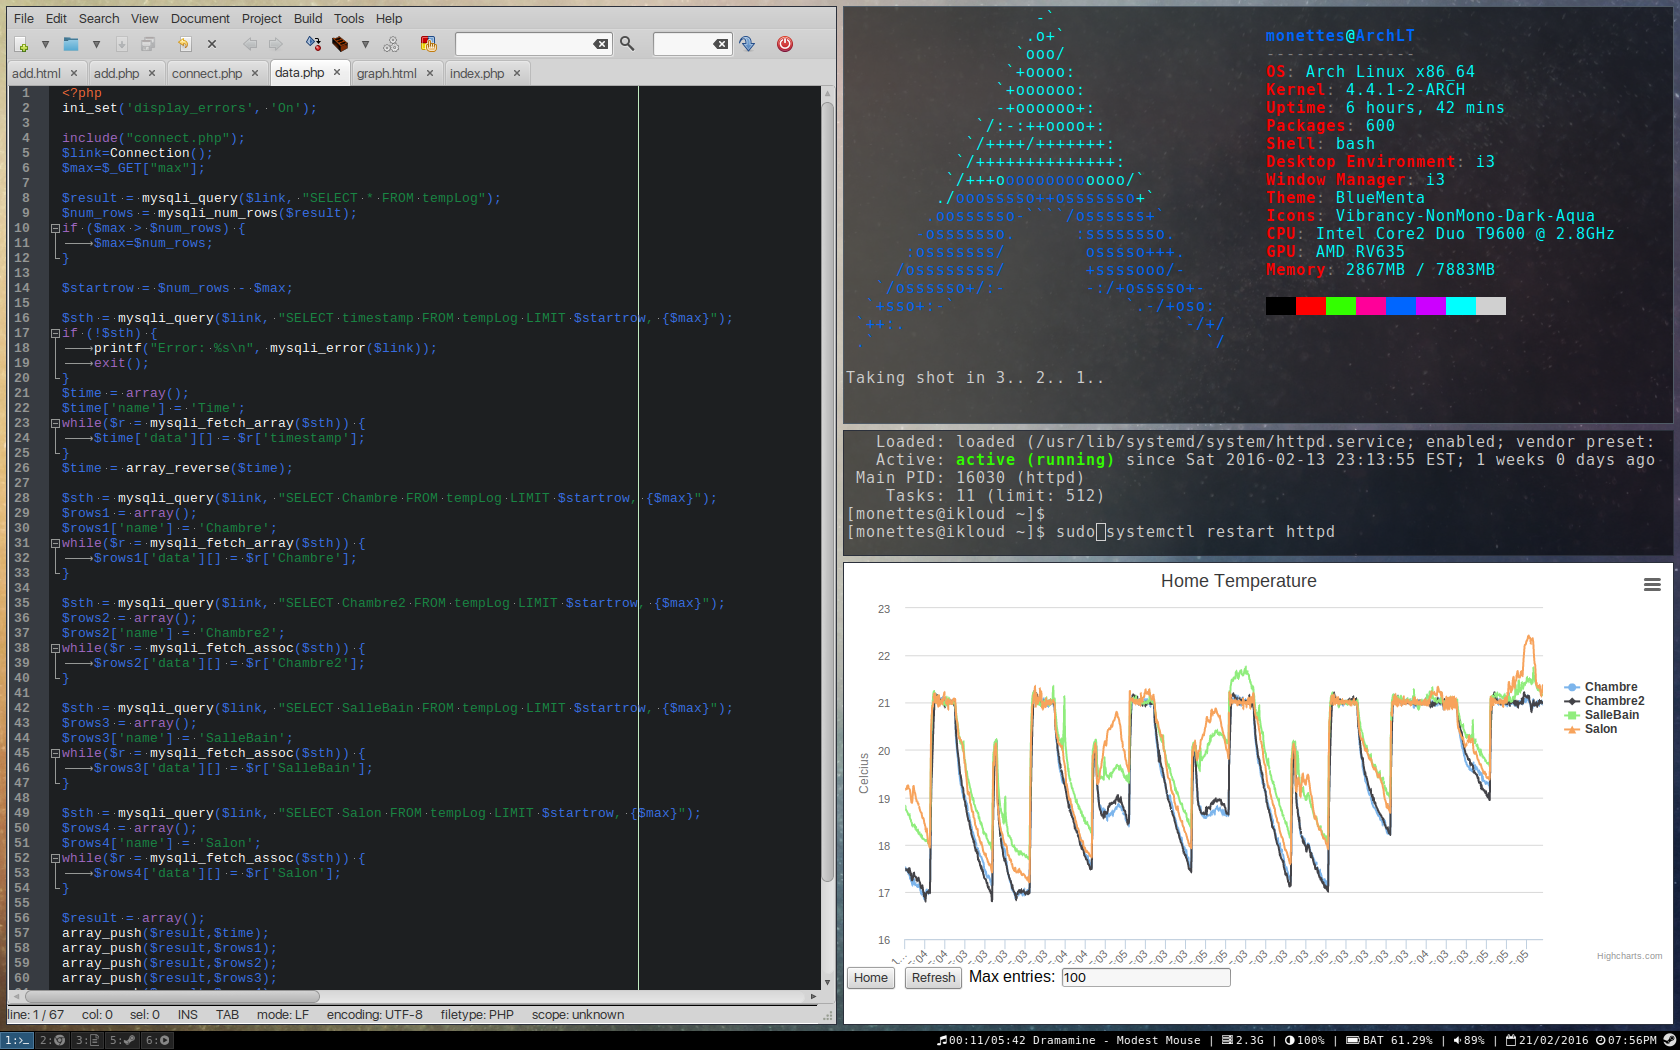 File Edit Search View Document Project Build Tools Help
add.html × add.php × connect.php × data.php × graph.html × index.php ×
1 <?php
2 ini_set('display_errors', 'On');
3
4 include("connect.php");
5 $link=Connection();
6 $max=$_GET["max"];
7
8 $result = mysqli_query($link, "SELECT * FROM tempLog");
9 $num_rows = mysqli_num_rows($result);
10 if ($max > $num_rows) {
11 $max=$num_rows;
12 }
13
14 $startrow = $num_rows - $max;
15
16 $sth = mysqli_query($link, "SELECT timestamp FROM tempLog LIMIT $startrow, {$max}");
17 if (!$sth) {
18 printf("Error: %s\n", mysqli_error($link));
19 exit();
20 }
21 $time = array();
22 $time['name'] = 'Time';
23 while($r = mysqli_fetch_array($sth)) {
24 $time['data'][] = $r['timestamp'];
25 }
26 $time = array_reverse($time);
27
28 $sth = mysqli_query($link, "SELECT Chambre FROM tempLog LIMIT $startrow, {$max}");
29 $rows1 = array();
30 $rows1['name'] = 'Chambre';
31 while($r = mysqli_fetch_array($sth)) {
32 $rows1['data'][] = $r['Chambre'];
33 }
34
35 $sth = mysqli_query($link, "SELECT Chambre2 FROM tempLog LIMIT $startrow, {$max}");
36 $rows2 = array();
37 $rows2['name'] = 'Chambre2';
38 while($r = mysqli_fetch_assoc($sth)) {
39 $rows2['data'][] = $r['Chambre2'];
40 }
41
42 $sth = mysqli_query($link, "SELECT SalleBain FROM tempLog LIMIT $startrow, {$max}");
43 $rows3 = array();
44 $rows3['name'] = 'SalleBain';
45 while($r = mysqli_fetch_assoc($sth)) {
46 $rows3['data'][] = $r['SalleBain'];
47 }
48
49 $sth = mysqli_query($link, "SELECT Salon FROM tempLog LIMIT $startrow, {$max}");
50 $rows4 = array();
51 $rows4['name'] = 'Salon';
52 while($r = mysqli_fetch_assoc($sth)) {
53 $rows4['data'][] = $r['Salon'];
54 }
55
56 $result = array();
57 array_push($result,$time);
58 array_push($result,$rows1);
59 array_push($result,$rows2);
60 array_push($result,$rows3);
line: 1 / 67 col: 0 sel: 0 INS TAB mode: LF encoding: UTF-8 filetype: PHP scope: unknown
monettes@ArchLT
---------------
OS: Arch Linux x86_64
Kernel: 4.4.1-2-ARCH
Uptime: 6 hours, 42 mins
Packages: 600
Shell: bash
Desktop Environment: i3
Window Manager: i3
Theme: BlueMenta
Icons: Vibrancy-NonMono-Dark-Aqua
CPU: Intel Core2 Duo T9600 @ 2.8GHz
GPU: AMD RV635
Memory: 2867MB / 7883MB
Taking shot in 3.. 2.. 1..
Loaded: loaded (/usr/lib/systemd/system/httpd.service; enabled; vendor preset:
Active: active (running) since Sat 2016-02-13 23:13:55 EST; 1 weeks 0 days ago
Main PID: 16030 (httpd)
Tasks: 11 (limit: 512)
[monettes@ikloud ~]$
[monettes@ikloud ~]$ sudo systemctl restart httpd
Home Temperature
23
22
21
20
19
18
17
16
Celcius
Chambre
Chambre2
SalleBain
Salon
Highcharts.com
Home Refresh Max entries: 100
1: 2: 3: 5: 6:
00:11/05:42 Dramamine - Modest Mouse | 2.3G | 100% | BAT 61.29% | 89% | 21/02/2016 07:56PM